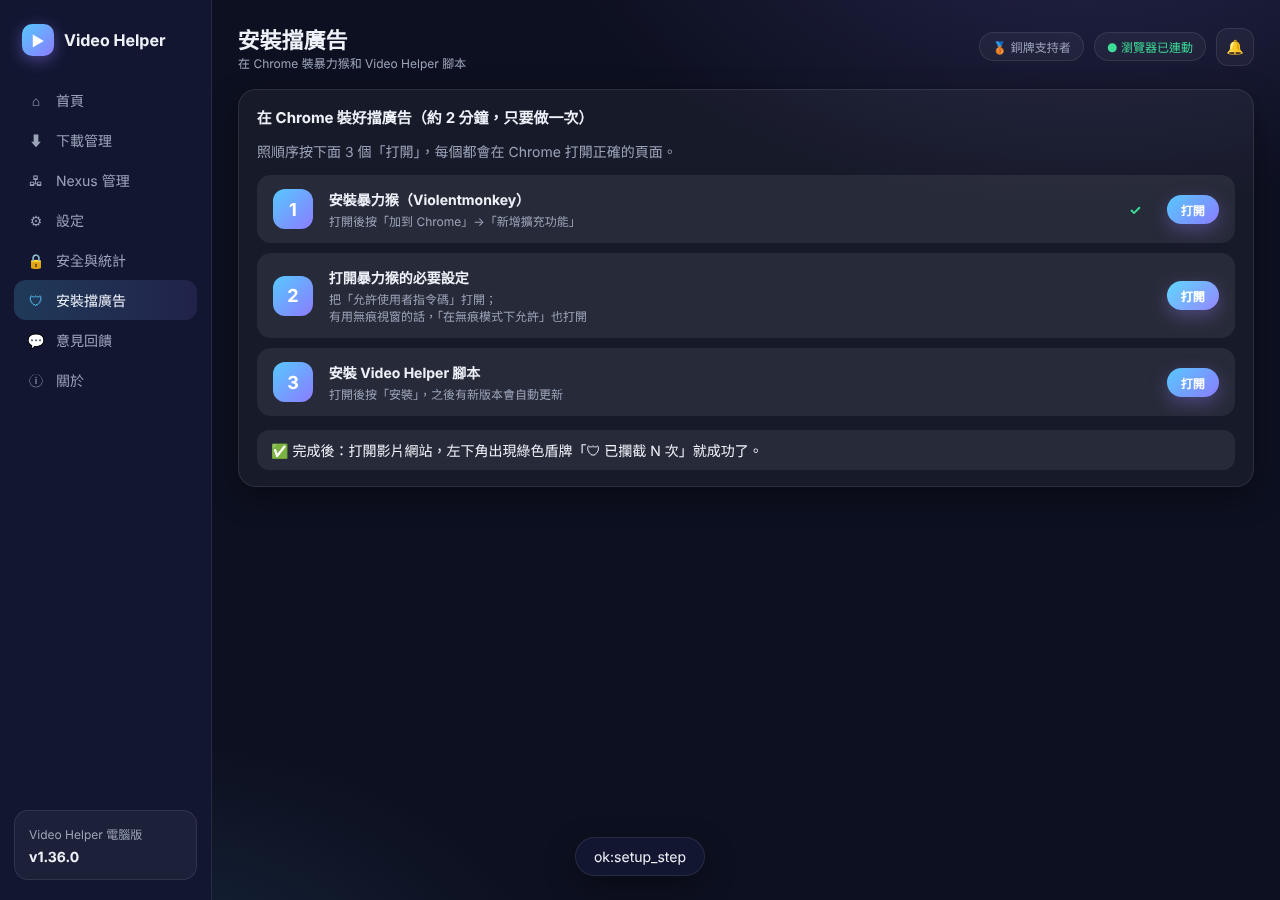 Video Helper
首頁
下載管理
Nexus 管理
設定
安全與統計
安裝擋廣告
意見回饋
關於
Video Helper 電腦版
v1.36.0
安裝擋廣告
在 Chrome 裝暴力猴和 Video Helper 腳本
銅牌支持者
瀏覽器已連動
在 Chrome 裝好擋廣告（約 2 分鐘，只要做一次）
照順序按下面 3 個「打開」，每個都會在 Chrome 打開正確的頁面。
1
安裝暴力猴（Violentmonkey）
打開後按「加到 Chrome」→「新增擴充功能」
✓
打開
2
打開暴力猴的必要設定
把「允許使用者指令碼」打開；
有用無痕視窗的話，「在無痕模式下允許」也打開
打開
3
安裝 Video Helper 腳本
打開後按「安裝」，之後有新版本會自動更新
打開
✅ 完成後：打開影片網站，左下角出現綠色盾牌「🛡 已攔截 N 次」就成功了。
ok:setup_step